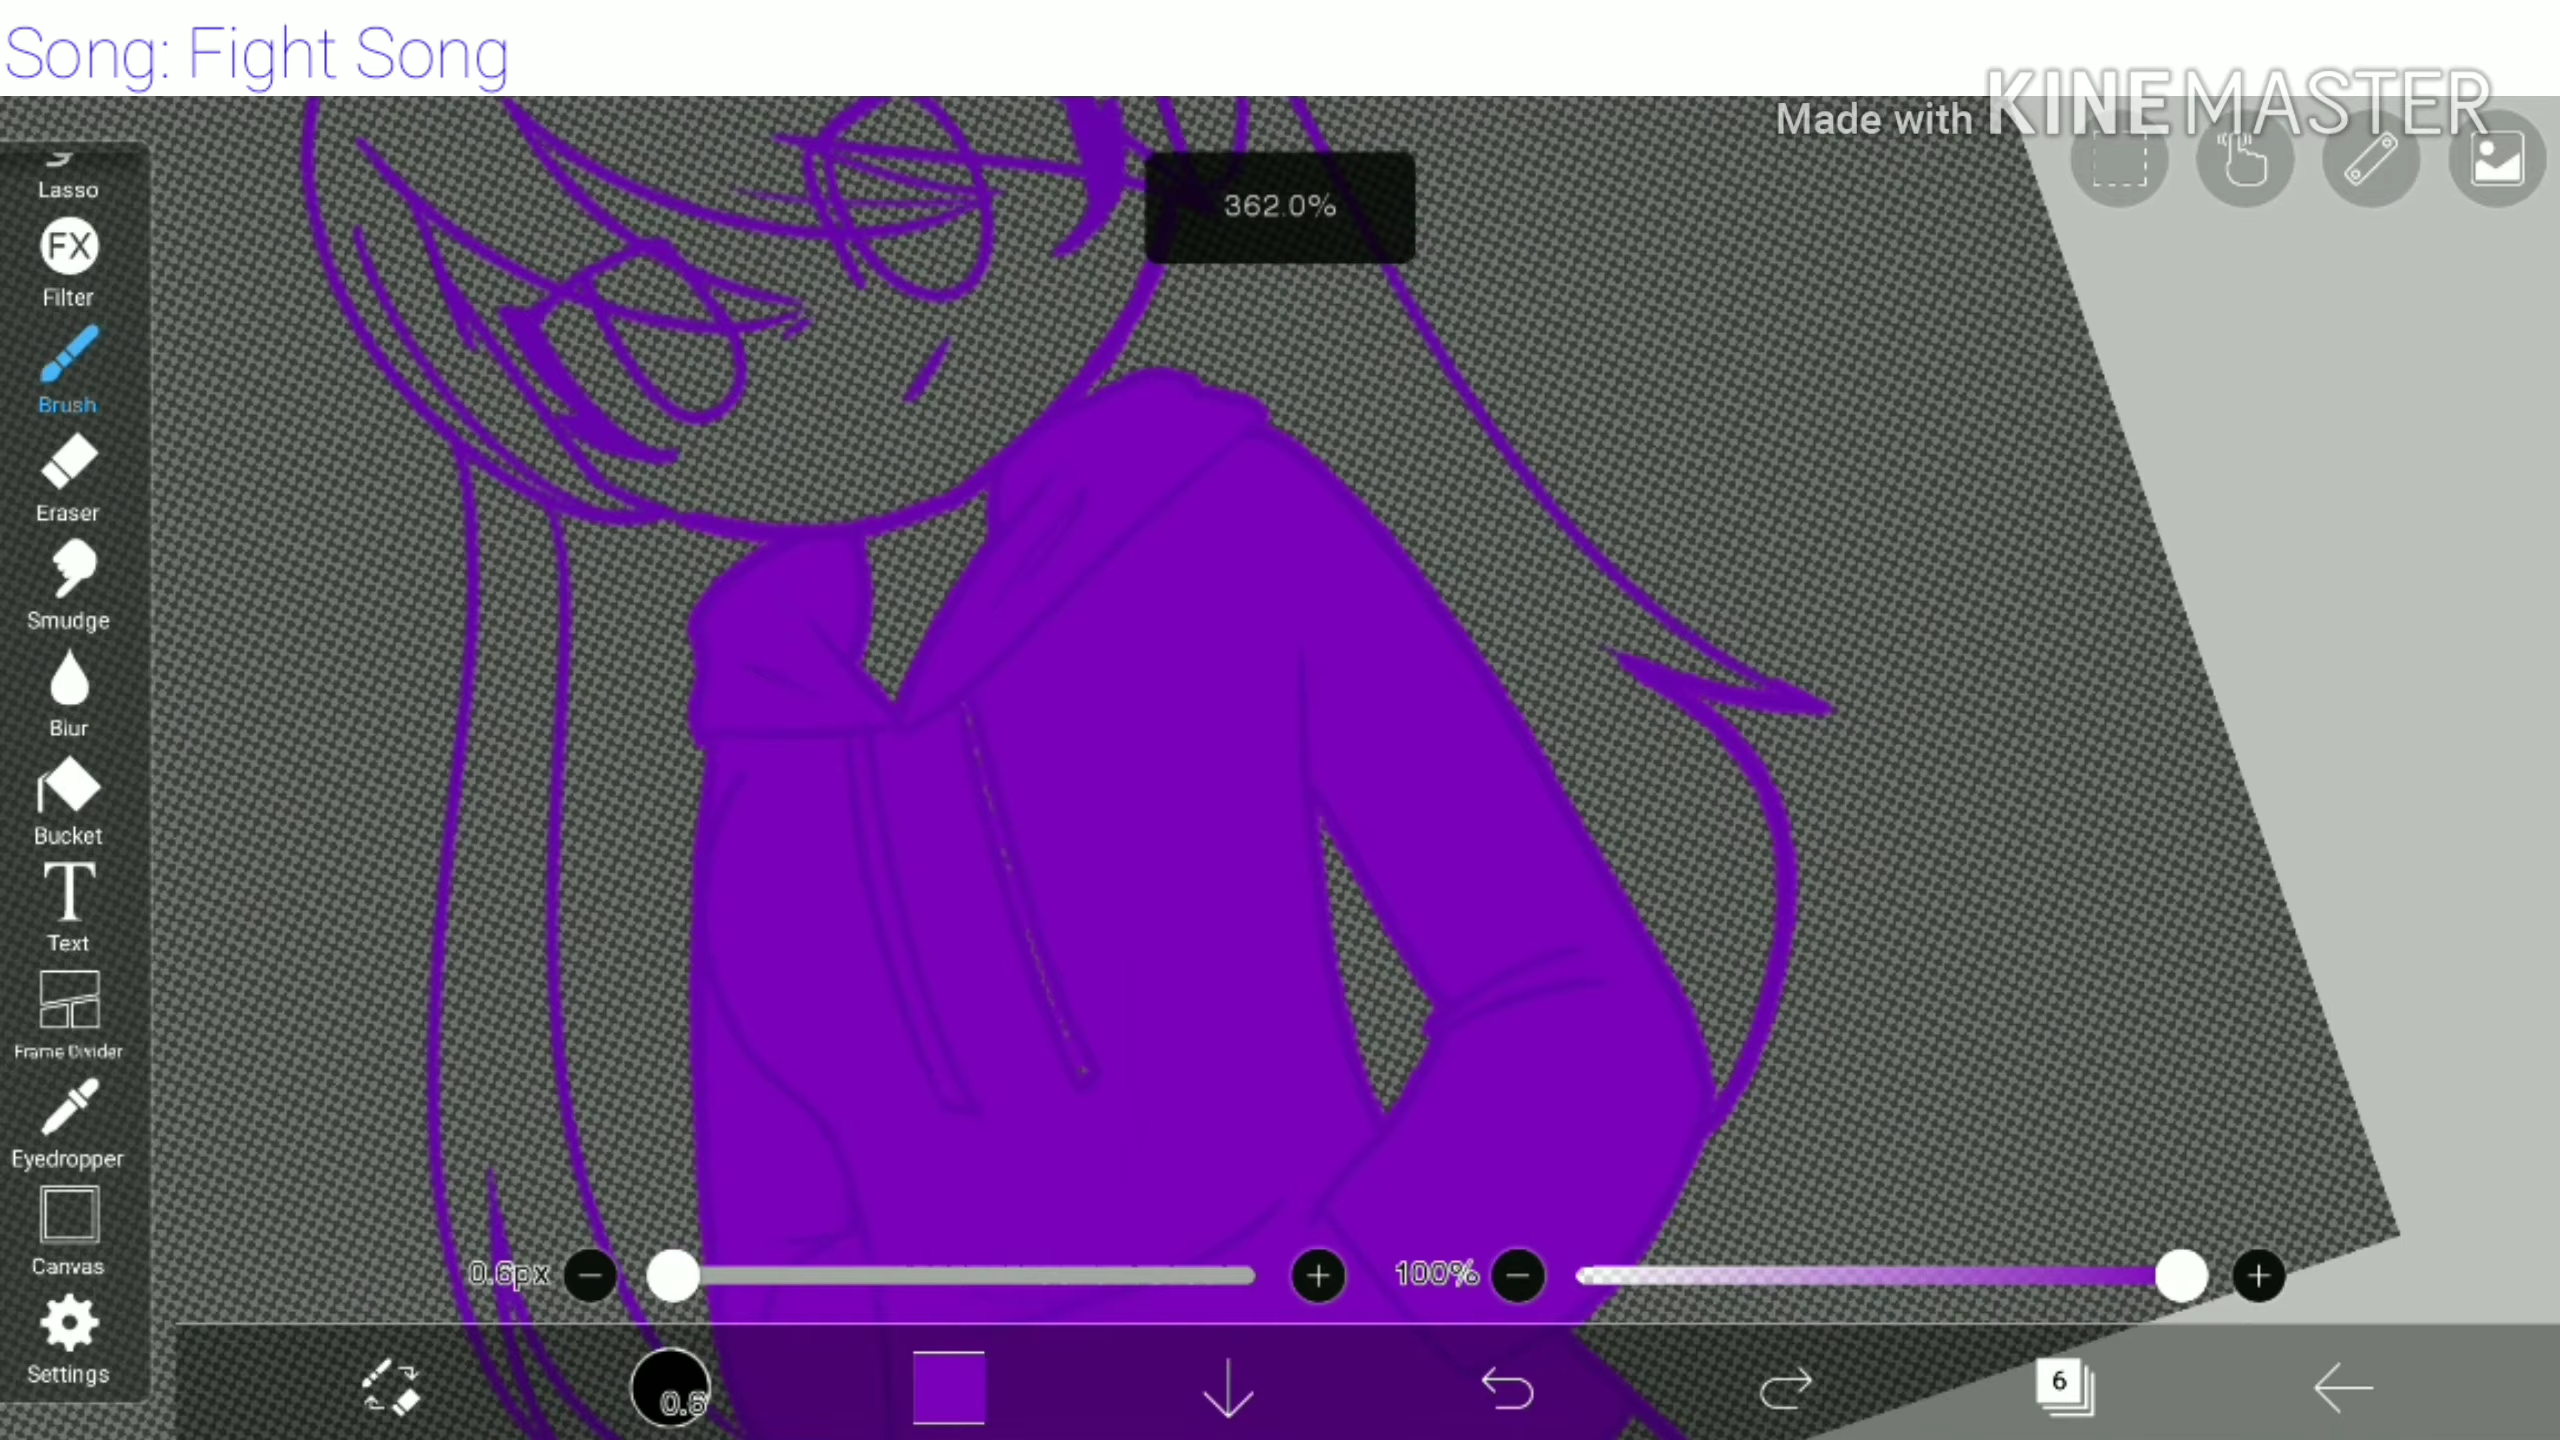 Song: Fight Song
Made with KINEMASTER
362.0%
Lasso
FX
Filter
Brush
Eraser
Smudge
Blur
Bucket
T
Text
Frame Divider
Eyedropper
Canvas
Settings
0.6px
100%
0.6
6